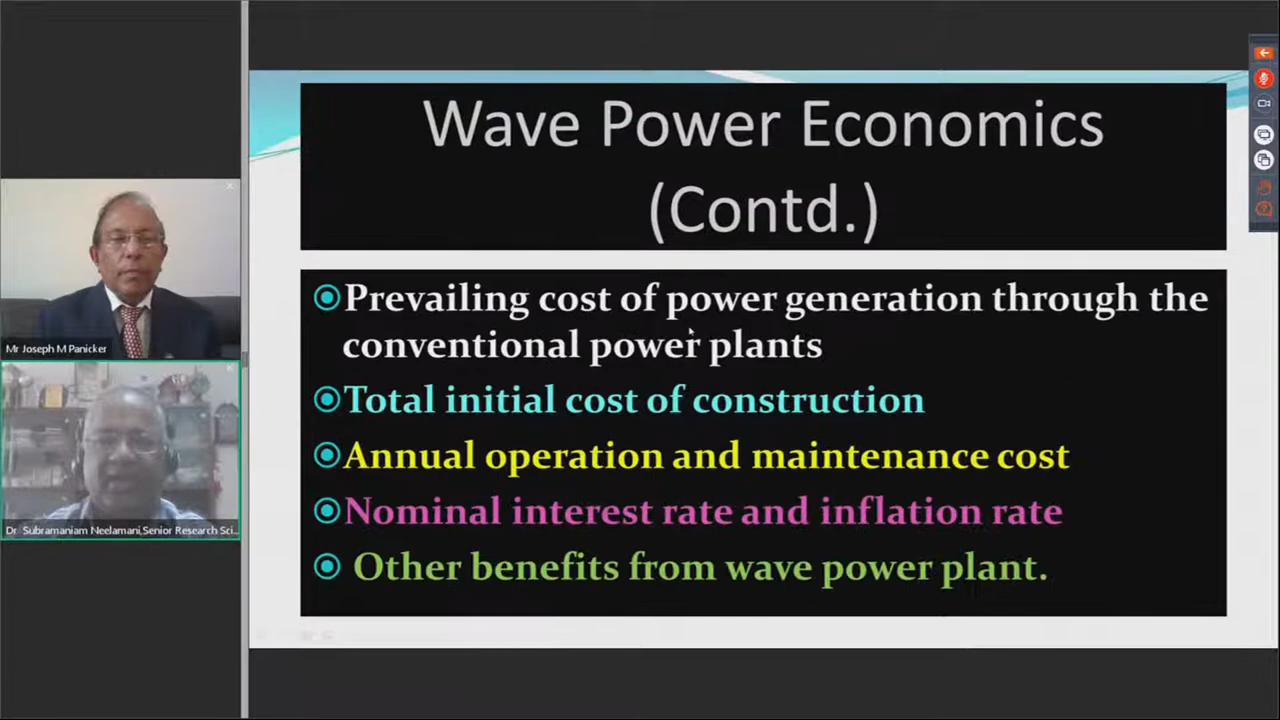 Wave Power Economics
(Contd.)
Prevailing cost of power generation through the
conventional power plants
Total initial cost of construction
Annual operation and maintenance cost
Nominal interest rate and inflation rate
Other benefits from wave power plant.
Mr Joseph M Panicker
Dr Subramaniam Neelamani,Senior Research Sci...